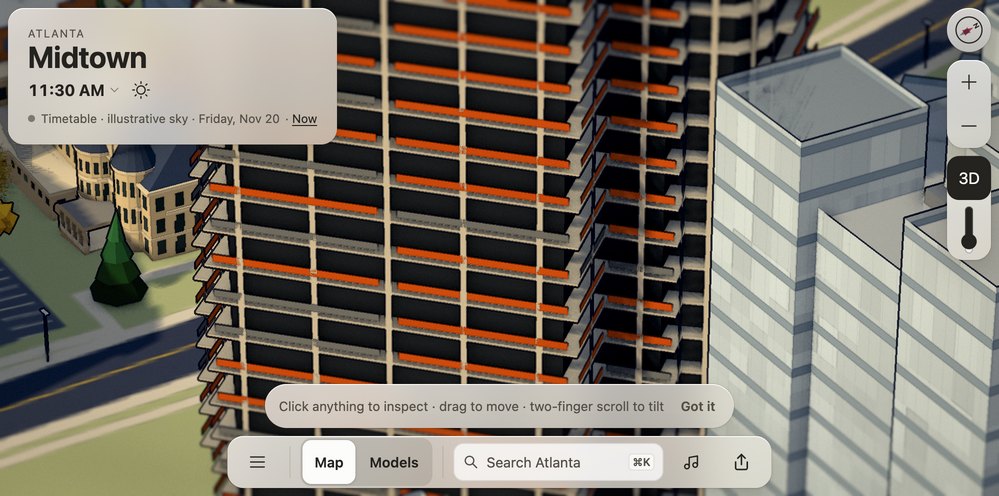 ATLANTA
Midtown
11:30 AM
Timetable · illustrative sky · Friday, Nov 20 · Now
Z
3D
Click anything to inspect · drag to move · two-finger scroll to tilt Got it
Map Models Search Atlanta ⌘K